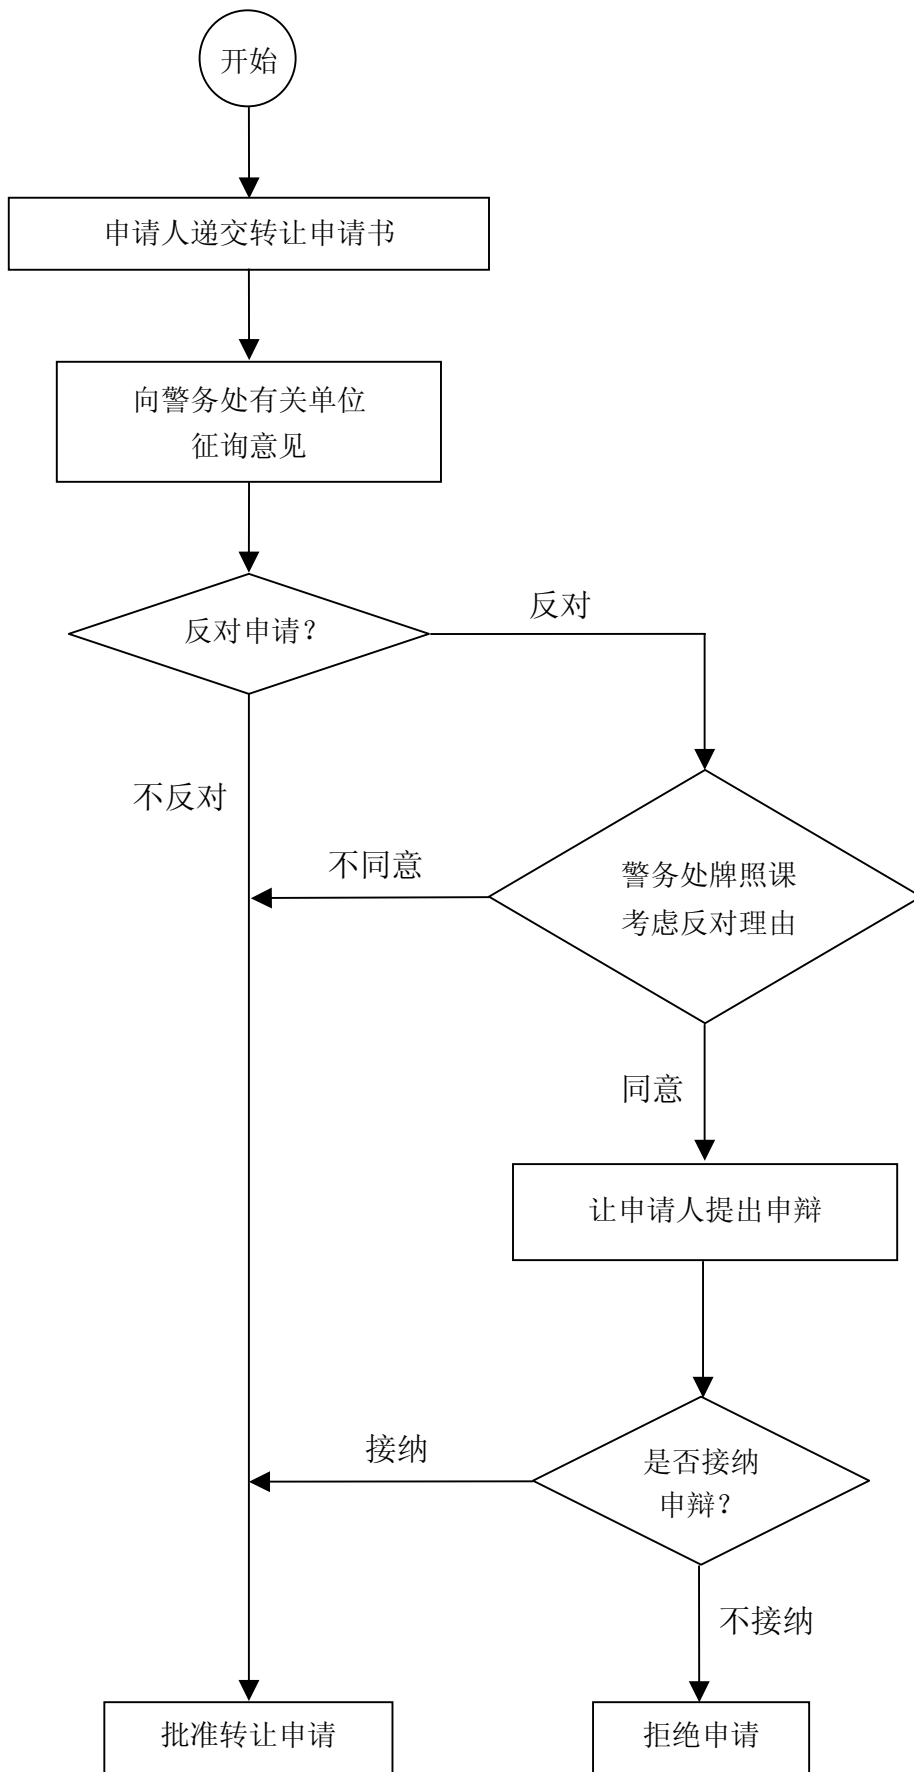 开始
申请人递交转让申请书
向警务处有关单位
征询意见
反对申请？
反对
不反对
不同意
警务处牌照课
考虑反对理由
同意
让申请人提出申辩
接纳
是否接纳
申辩？
不接纳
批准转让申请
拒绝申请